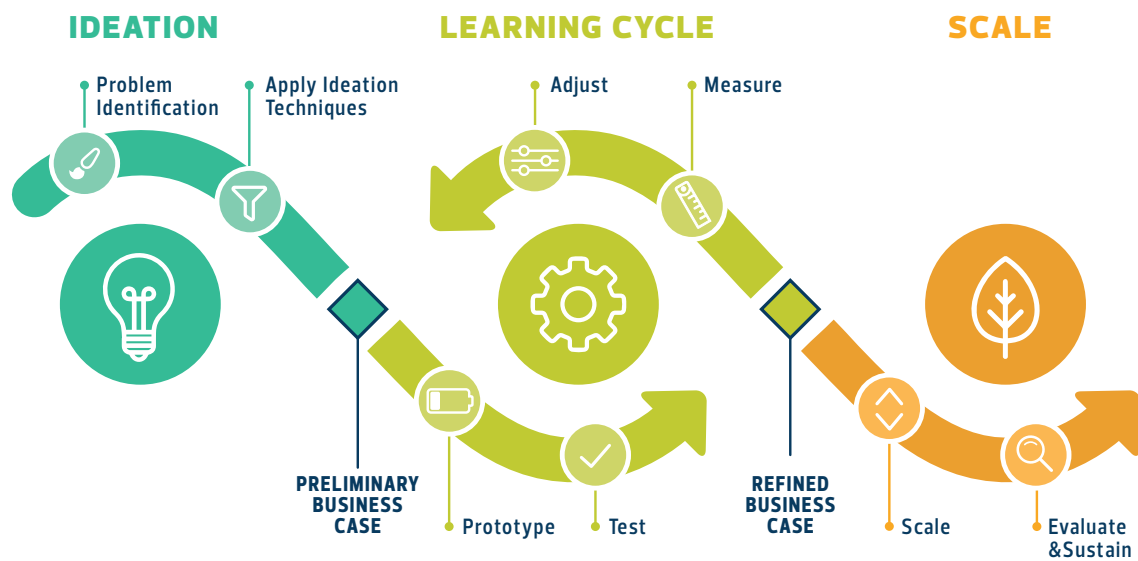 IDEATION
LEARNING CYCLE
SCALE
Problem
Identification
Apply Ideation
Techniques
Adjust
Measure
PRELIMINARY
BUSINESS
CASE
Prototype
Test
REFINED
BUSINESS
CASE
Scale
Evaluate
&Sustain